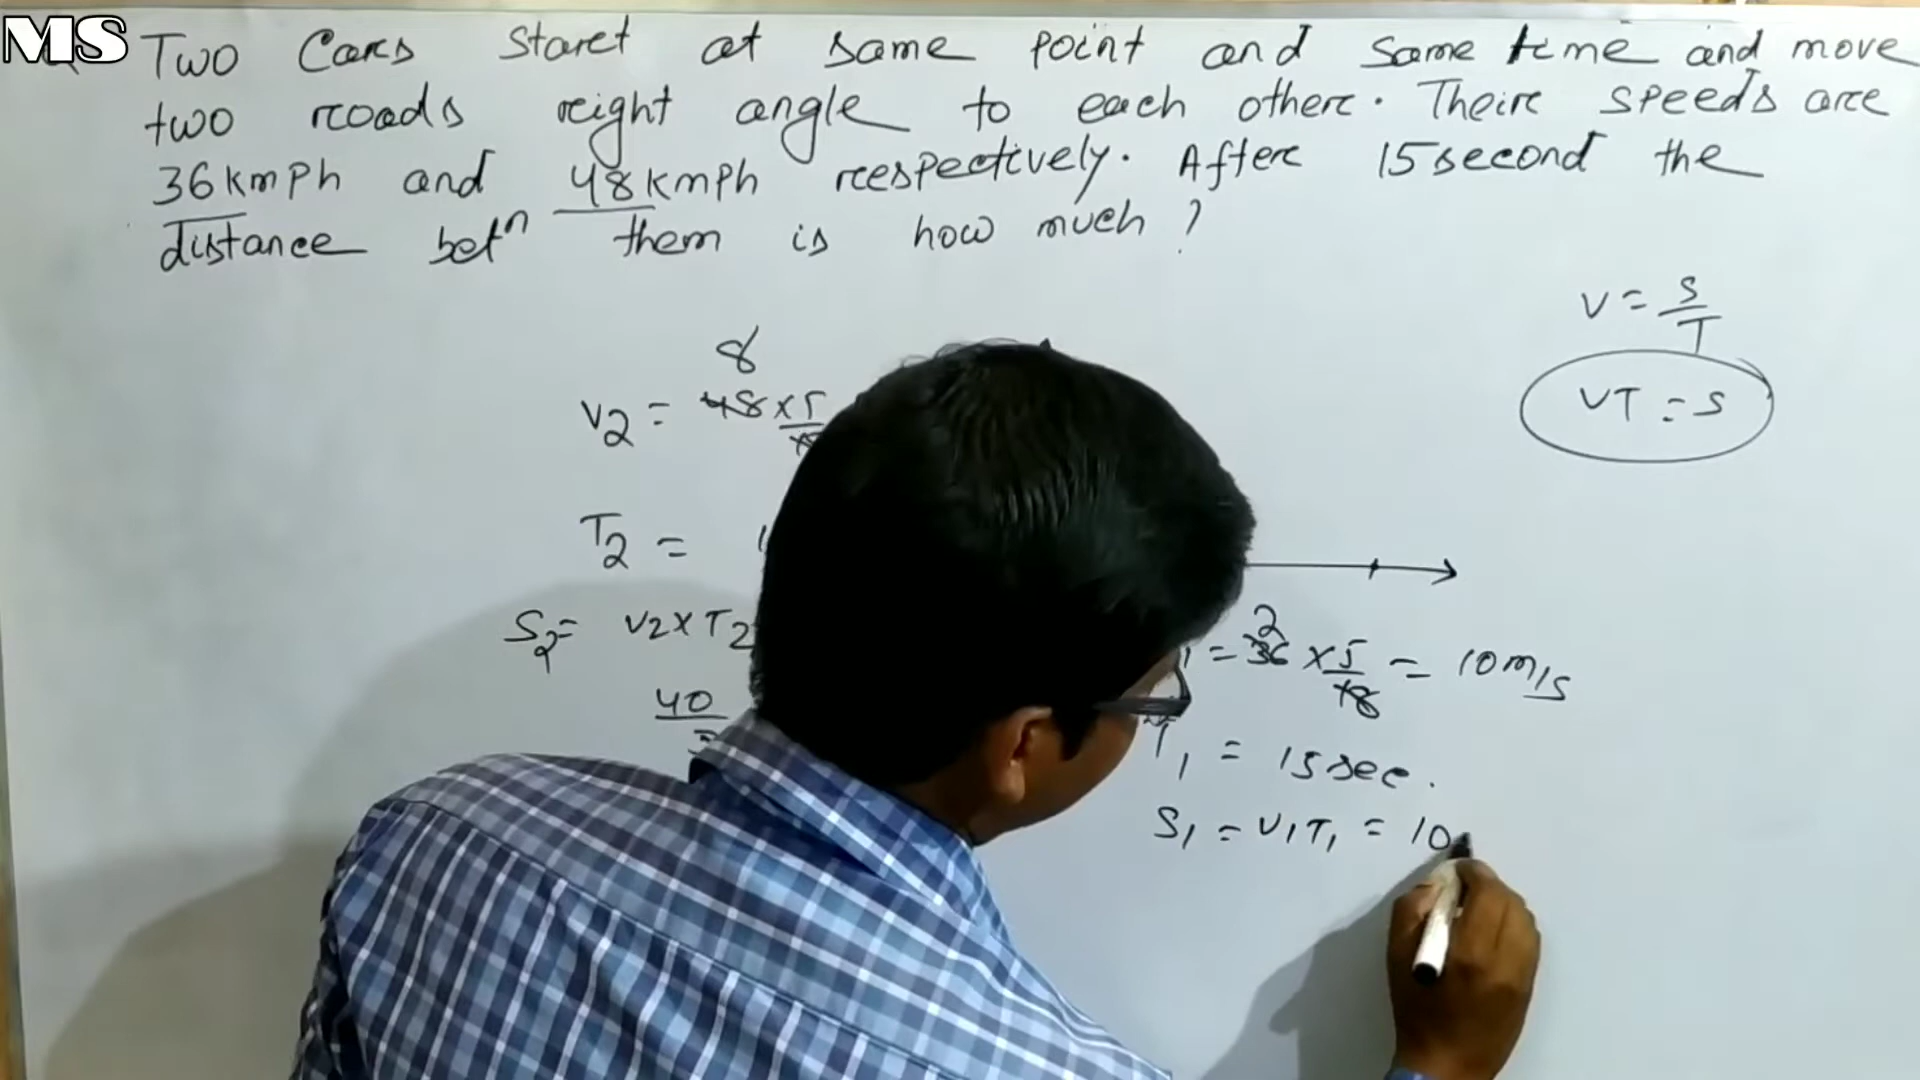 MS
Two Cars start at same point and same time and move
two roads right angle to each other. Their speeds are
36kmph and 48kmph respectively. After 15second the
distance betⁿ them is how much ?
V = S/T
VT = S
8
V2 = 48 × 5
T2 =
S2 = V2 × T2
40
2
= 36 × 5/18 = 10m/s
T1 = 15sec.
S1 = V1T1 = 10